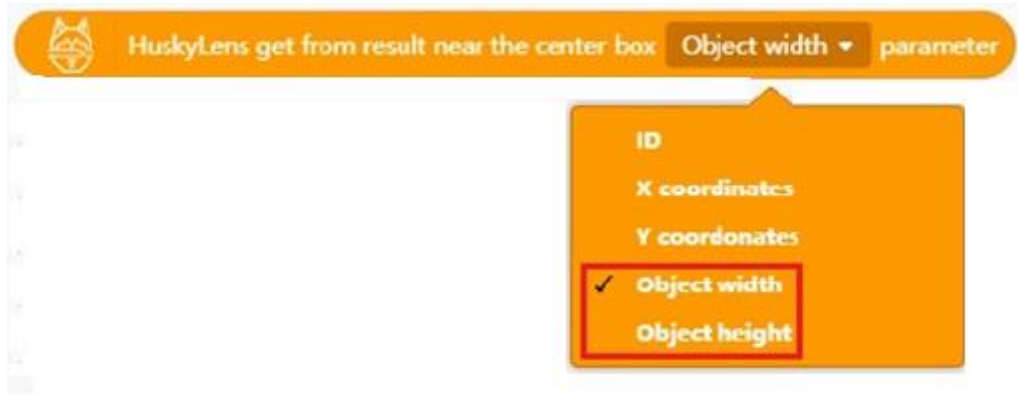 HuskyLens get from result near the center box Object width parameter
ID
X coordinates
Y coordonates
Object width
Object height